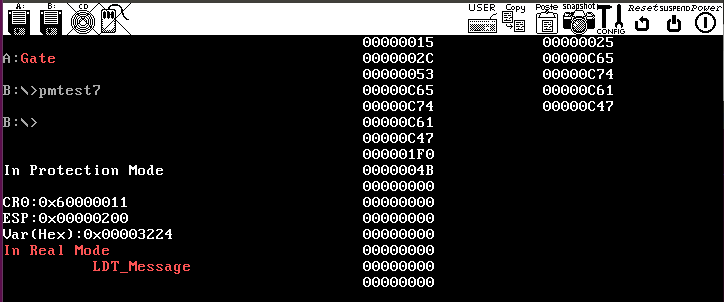 A: B: CD USER Copy Paste snapshot CONFIG Reset SUSPEND Power
00000015 00000025
A:Gate 0000002C 00000C65
00000053 00000C74
B:\>pmtest7 00000C65 00000C61
00000C74 00000C47
B:\> 00000C61
00000C47
000001F0
In Protection Mode 0000004B
00000000
CR0:0x60000011 00000000
ESP:0x00000200 00000000
Var(Hex):0x00003224 00000000
In Real Mode 00000000
LDT_Message 00000000
00000000